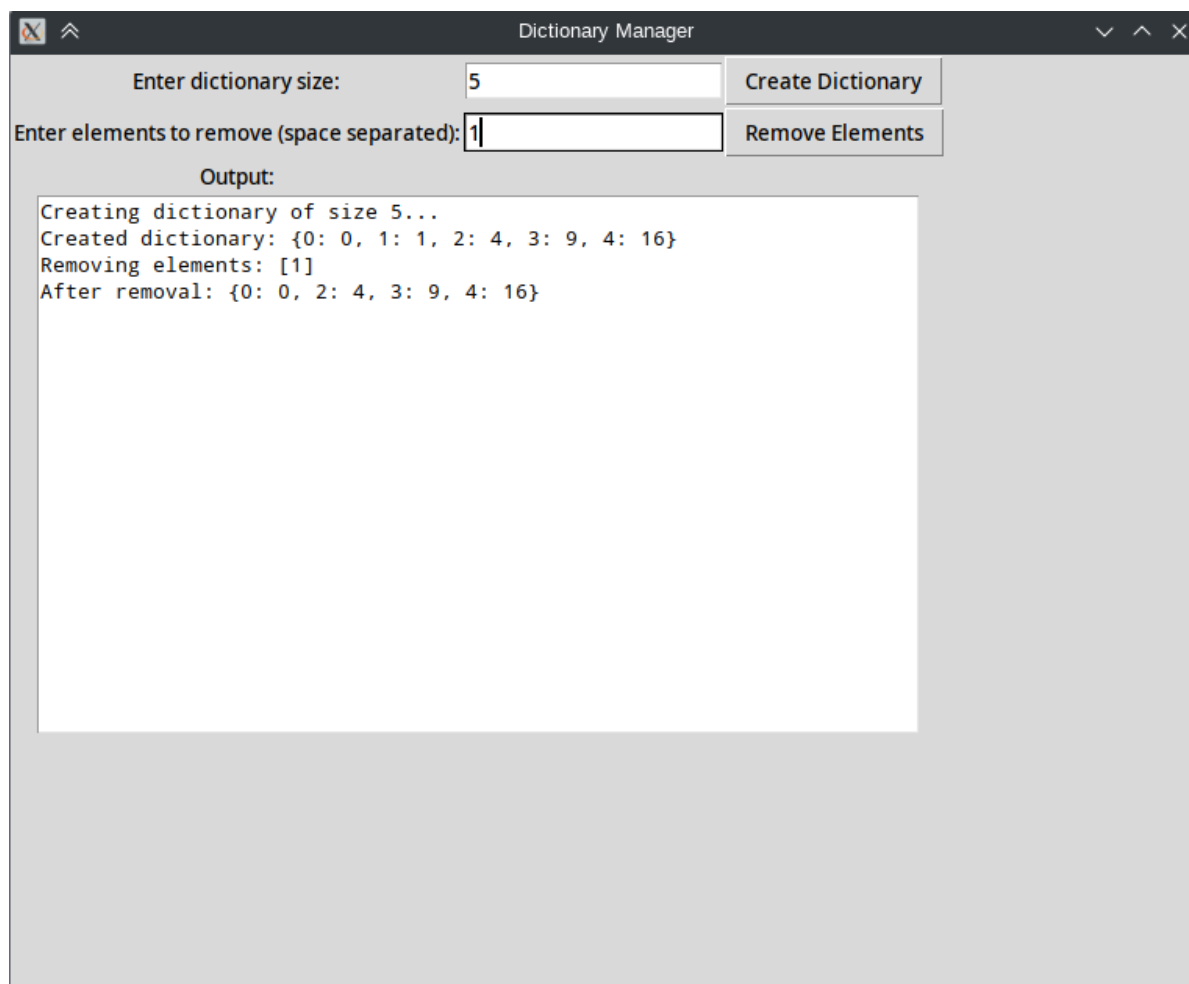 Dictionary Manager
Enter dictionary size: 5 Create Dictionary
Enter elements to remove (space separated): 1 Remove Elements
Output:
Creating dictionary of size 5...
Created dictionary: {0: 0, 1: 1, 2: 4, 3: 9, 4: 16}
Removing elements: [1]
After removal: {0: 0, 2: 4, 3: 9, 4: 16}